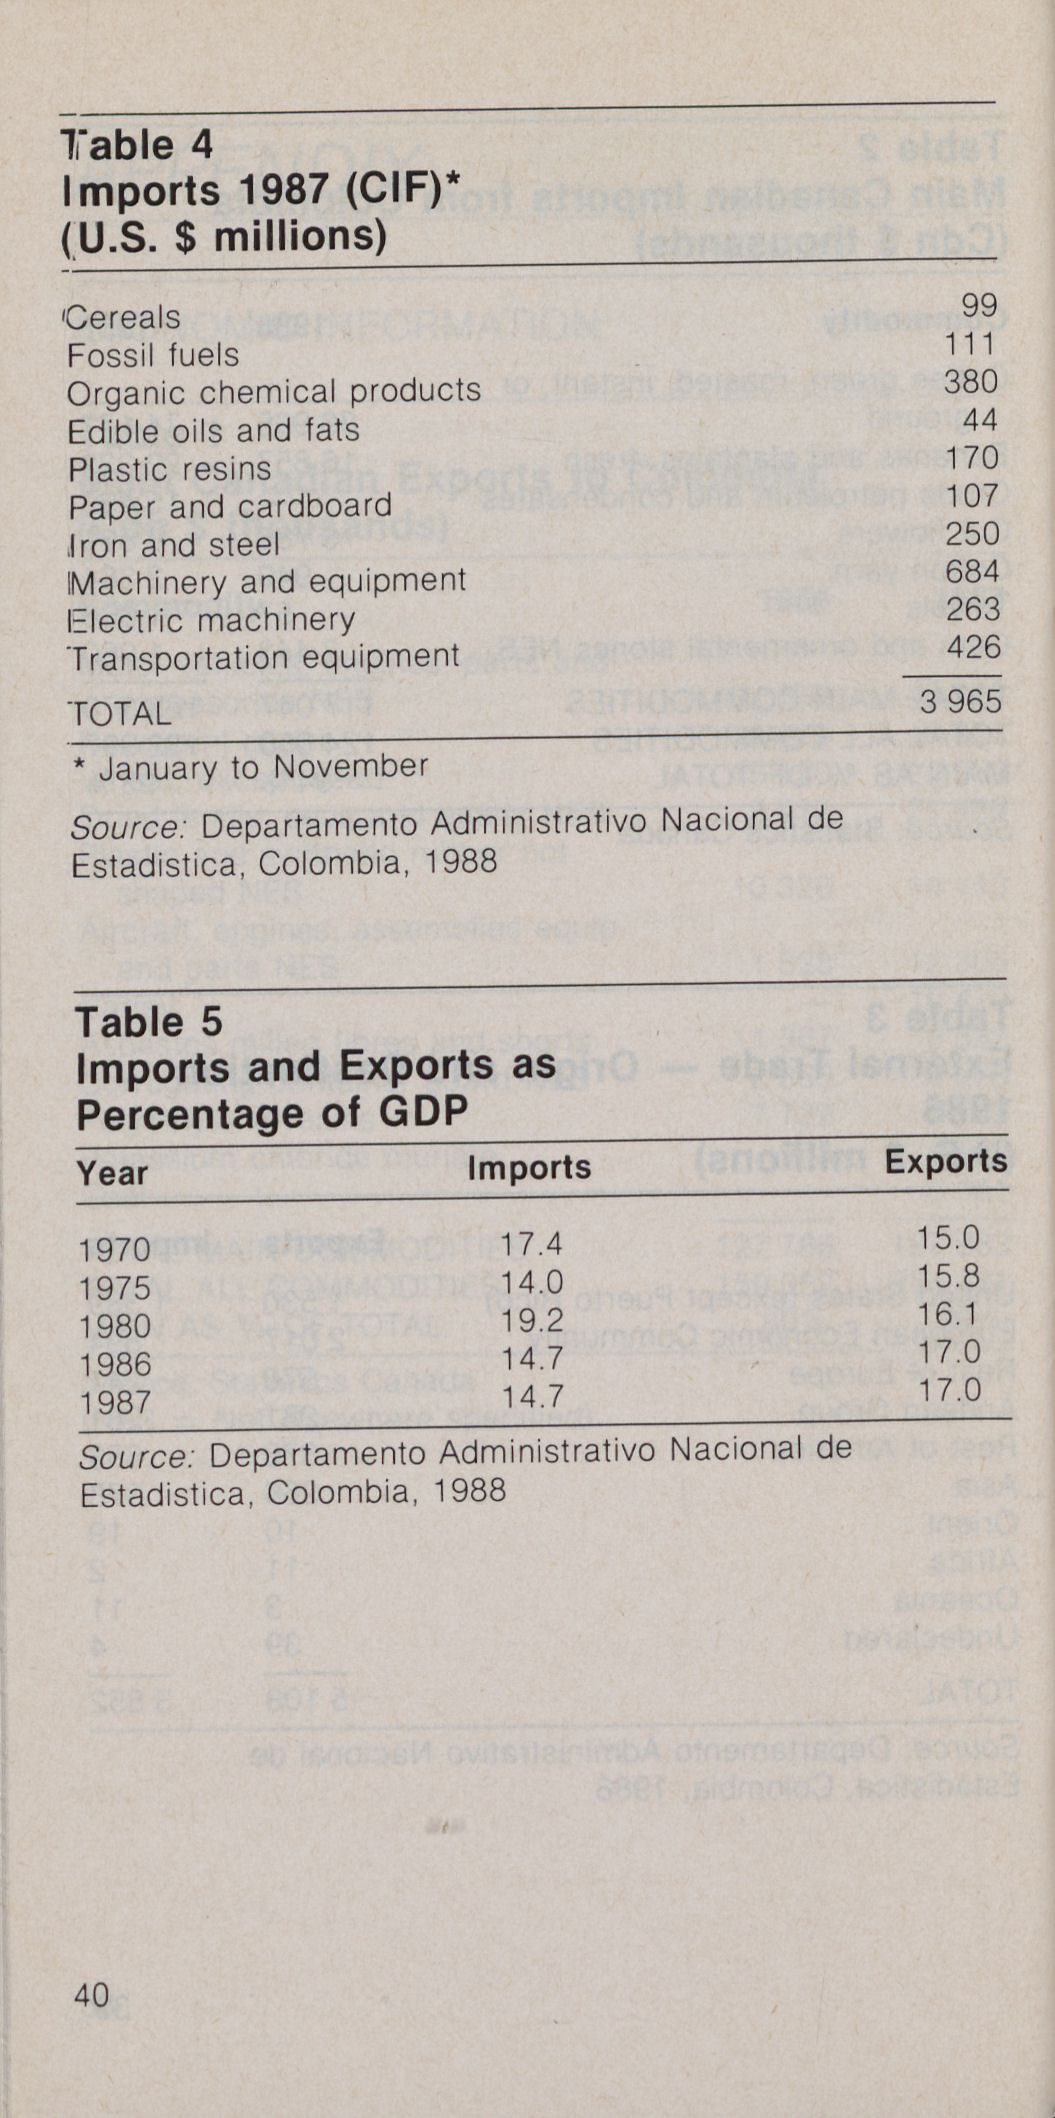 Table 4
Imports 1987 (CIF)*
(U.S. $ millions)
Cereals 99
Fossil fuels 111
Organic chemical products 380
Edible oils and fats 44
Plastic resins 170
Paper and cardboard 107
Iron and steel 250
Machinery and equipment 684
Electric machinery 263
Transportation equipment 426
TOTAL 3 965
* January to November
Source: Departamento Administrativo Nacional de
Estadistica, Colombia, 1988
Table 5
Imports and Exports as
Percentage of GDP
Year Imports Exports
1970 17.4 15.0
1975 14.0 15.8
1980 19.2 16.1
1986 14.7 17.0
1987 14.7 17.0
Source: Departamento Administrativo Nacional de
Estadistica, Colombia, 1988
40